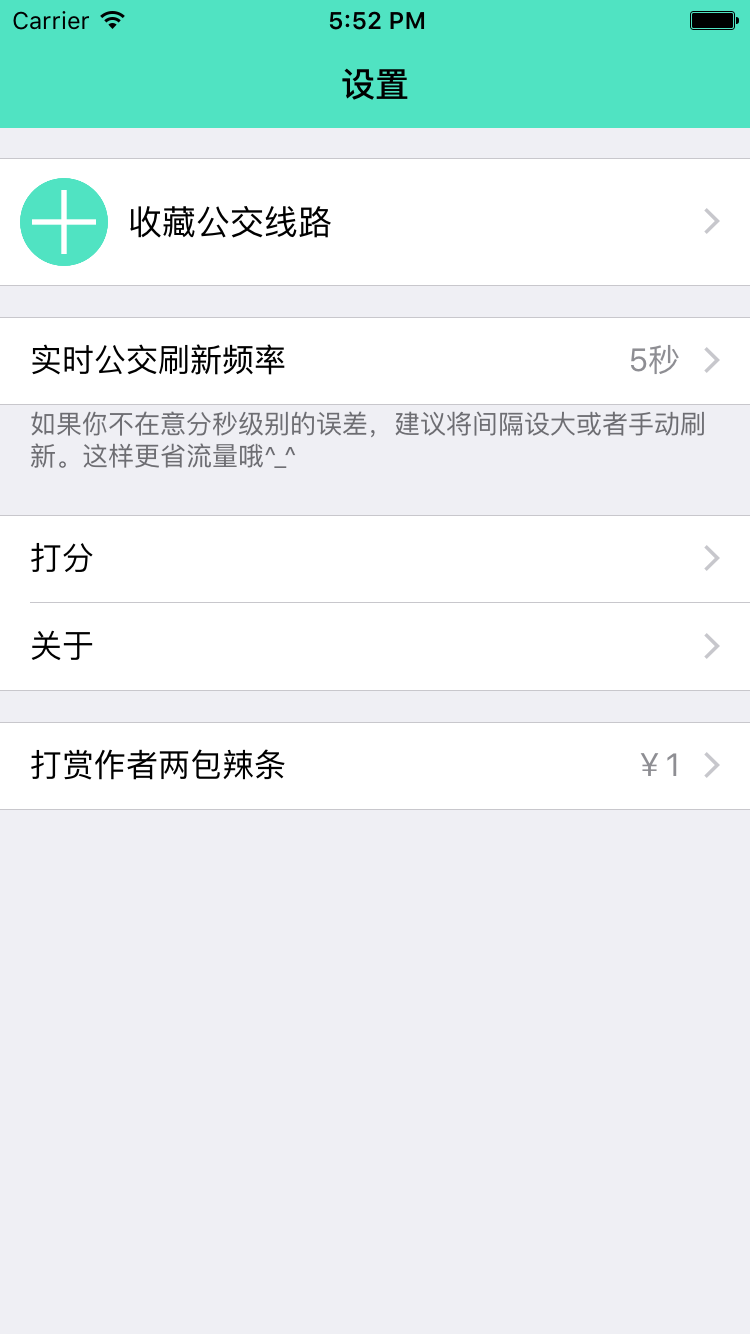 Carrier 5:52 PM
设置
收藏公交线路
实时公交刷新频率 5秒
如果你不在意分秒级别的误差，建议将间隔设大或者手动刷
新。这样更省流量哦^_^
打分
关于
打赏作者两包辣条 ¥ 1